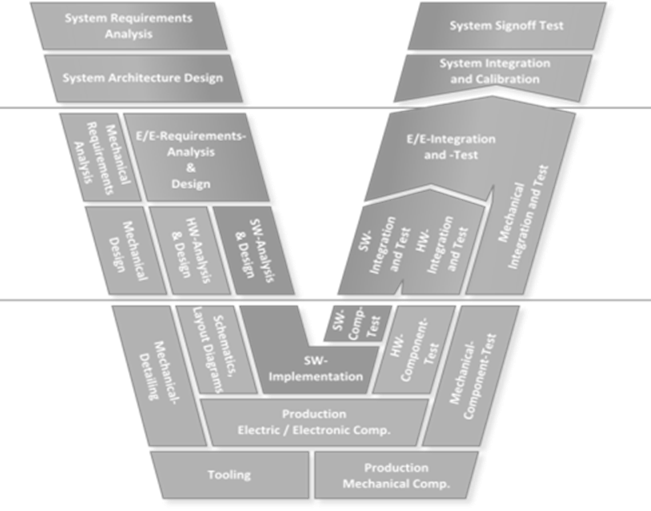 System Requirements
Analysis
System Signoff Test
System Architecture Design
System Integration
and Calibration
Mechanical
Requirements
Analysis
E/E-Requirements-
Analysis
&
Design
E/E-Integration
and -Test
Mechanical
Design
HW-Analysis
& Design
SW-Analysis
& Design
SW-
Integration
and Test
HW-
Integration
and Test
Mechanical
Integration and Test
Mechanical-
Detailing
Schematics,
Layout Diagrams
SW-
Implementation
SW-
Comp-
Test
HW-
Component-
Test
Mechanical-
Component-Test
Production
Electric / Electronic Comp.
Tooling
Production
Mechanical Comp.